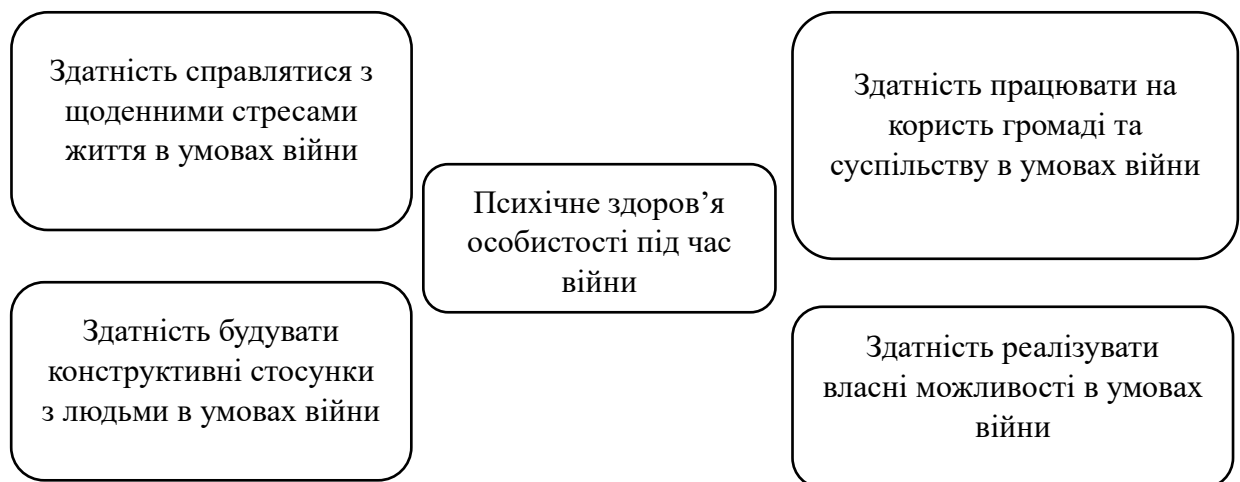 Здатність справлятися з
щоденними стресами
життя в умовах війни
Здатність працювати на
користь громаді та
суспільству в умовах війни
Психічне здоров’я
особистості під час
війни
Здатність будувати
конструктивні стосунки
з людьми в умовах війни
Здатність реалізувати
власні можливості в умовах
війни